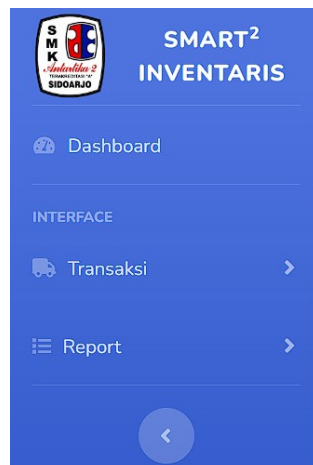 S
M
K
Antartika 2
TERAKREDITASI "A"
SIDOARJO
SMART²
INVENTARIS
Dashboard
INTERFACE
Transaksi
Report